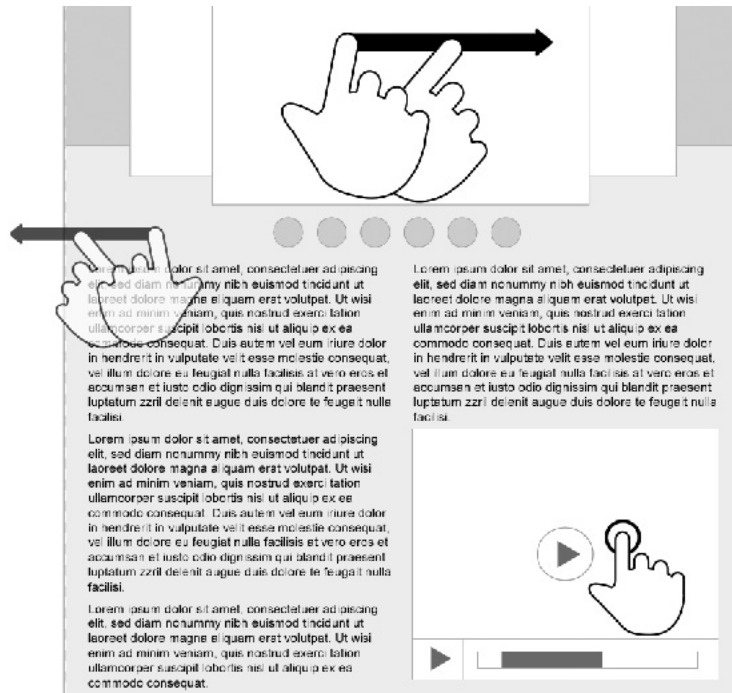 Lorem ipsum dolor sit amet, consectetuer adipiscing
elit, sed diam nonummy nibh euismod tincidunt ut
laoreet dolore magna aliquam erat volutpat. Ut wisi
enim ad minim veniam, quis nostrud exerci tation
ullamcorper suscipit lobortis nisl ut aliquip ex ea
commodo consequat. Duis autem vel eum iriure dolor
in hendrerit in vulputate velit esse molestie consequat,
vel illum dolore eu feugiat nulla facilisis at vero eros et
accumsan et iusto odio dignissim qui blandit praesent
luptatum zzril delenit augue duis dolore te feugait nulla
facilisi.
Lorem ipsum dolor sit amet, consectetuer adipiscing
elit, sed diam nonummy nibh euismod tincidunt ut
laoreet dolore magna aliquam erat volutpat. Ut wisi
enim ad minim veniam, quis nostrud exerci tation
ullamcorper suscipit lobortis nisl ut aliquip ex ea
commodo consequat. Duis autem vel eum iriure dolor
in hendrerit in vulputate velit esse molestie consequat,
vel illum dolore eu feugiat nulla facilisis at vero eros et
accumsan et iusto odio dignissim qui blandit praesent
luptatum zzril delenit augue duis dolore te feugait nulla
facilisi.
Lorem ipsum dolor sit amet, consectetuer adipiscing
elit, sed diam nonummy nibh euismod tincidunt ut
laoreet dolore magna aliquam erat volutpat. Ut wisi
enim ad minim veniam, quis nostrud exerci tation
ullamcorper suscipit lobortis nisl ut aliquip ex ea
commodo consequat.
Lorem ipsum dolor sit amet, consectetuer adipiscing
elit, sed diam nonummy nibh euismod tincidunt ut
laoreet dolore magna aliquam erat volutpat. Ut wisi
enim ad minim veniam, quis nostrud exerci tation
ullamcorper suscipit lobortis nisl ut aliquip ex ea
commodo consequat. Duis autem vel eum iriure dolor
in hendrerit in vulputate velit esse molestie consequat,
vel illum dolore eu feugiat nulla facilisis at vero eros et
accumsan et iusto odio dignissim qui blandit praesent
luptatum zzril delenit augue duis dolore te feugait nulla
facilisi.